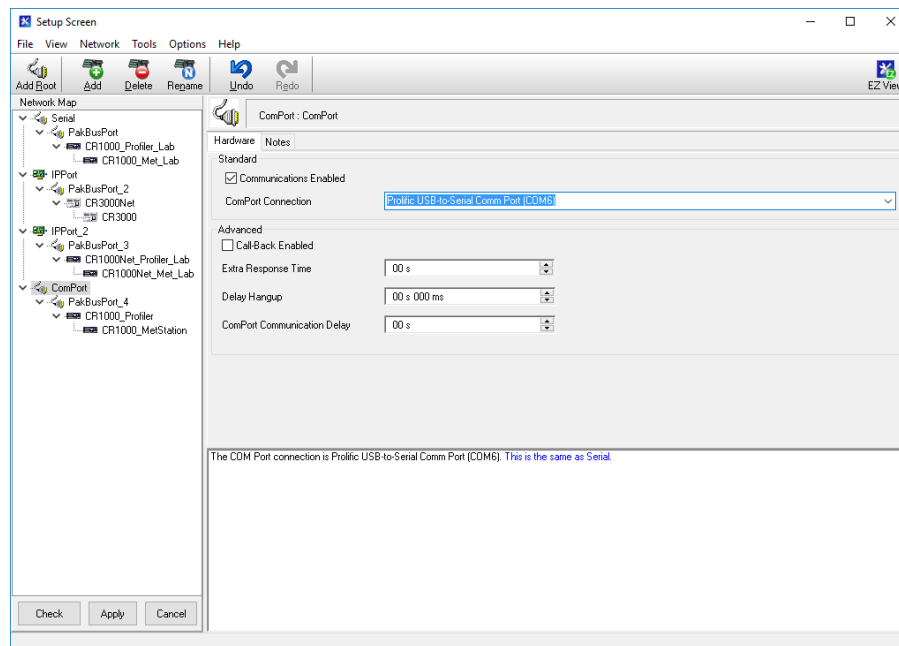 Setup Screen
File View Network Tools Options Help
Add Root Add Delete Rename Undo Redo EZ View
Network Map
Serial
PakBusPort
CR1000_Profiler_Lab
CR1000_Met_Lab
IPPort
PakBusPort_2
CR3000Net
CR3000
IPPort_2
PakBusPort_3
CR1000Net_Profiler_Lab
CR1000Net_Met_Lab
ComPort
PakBusPort_4
CR1000_Profiler
CR1000_MetStation
Check Apply Cancel
ComPort : ComPort
Hardware Notes
Standard
Communications Enabled
ComPort Connection Prolific USB-to-Serial Comm Port (COM6)
Advanced
Call-Back Enabled
Extra Response Time 00 s
Delay Hangup 00 s 000 ms
ComPort Communication Delay 00 s
The COM Port connection is Prolific USB-to-Serial Comm Port (COM6). This is the same as Serial.